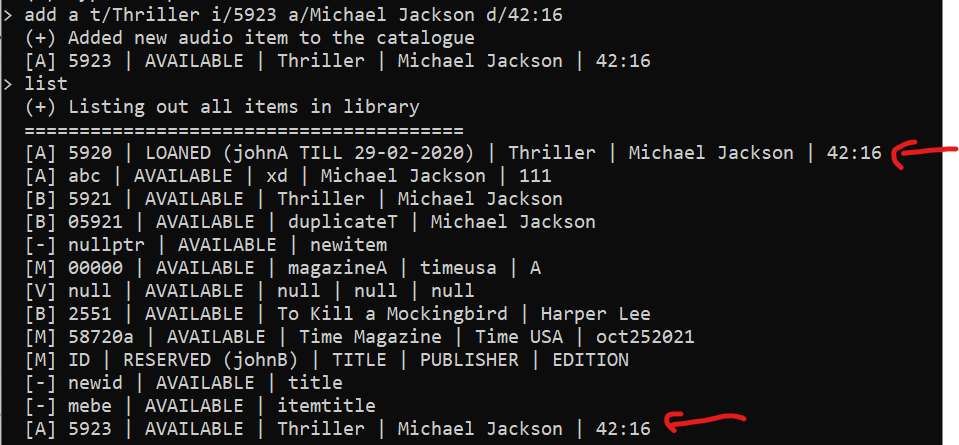 > add a t/Thriller i/5923 a/Michael Jackson d/42:16
(+) Added new audio item to the catalogue
[A] 5923 | AVAILABLE | Thriller | Michael Jackson | 42:16
> list
(+) Listing out all items in library
========================================
[A] 5920 | LOANED (johnA TILL 29-02-2020) | Thriller | Michael Jackson | 42:16
[A] abc | AVAILABLE | xd | Michael Jackson | 111
[B] 5921 | AVAILABLE | Thriller | Michael Jackson
[B] 05921 | AVAILABLE | duplicateT | Michael Jackson
[-] nullptr | AVAILABLE | newitem
[M] 00000 | AVAILABLE | magazineA | timeusa | A
[V] null | AVAILABLE | null | null | null
[B] 2551 | AVAILABLE | To Kill a Mockingbird | Harper Lee
[M] 58720a | AVAILABLE | Time Magazine | Time USA | oct252021
[M] ID | RESERVED (johnB) | TITLE | PUBLISHER | EDITION
[-] newid | AVAILABLE | title
[-] mebe | AVAILABLE | itemtitle
[A] 5923 | AVAILABLE | Thriller | Michael Jackson | 42:16